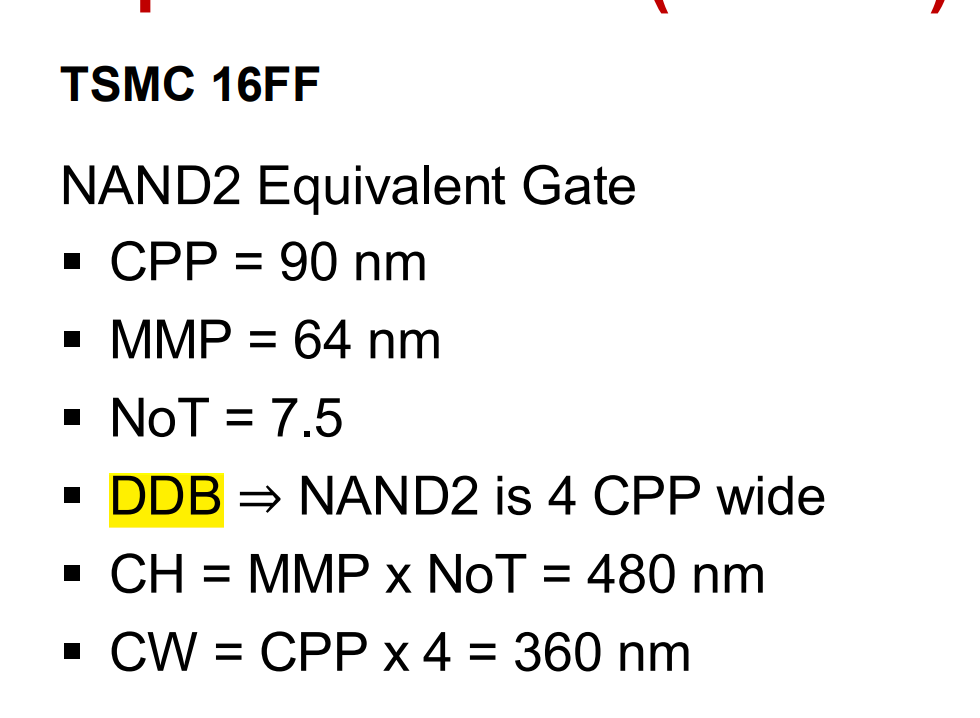 TSMC 16FF
NAND2 Equivalent Gate
▪ CPP = 90 nm
▪ MMP = 64 nm
▪ NoT = 7.5
▪ DDB ⇒ NAND2 is 4 CPP wide
▪ CH = MMP x NoT = 480 nm
▪ CW = CPP x 4 = 360 nm